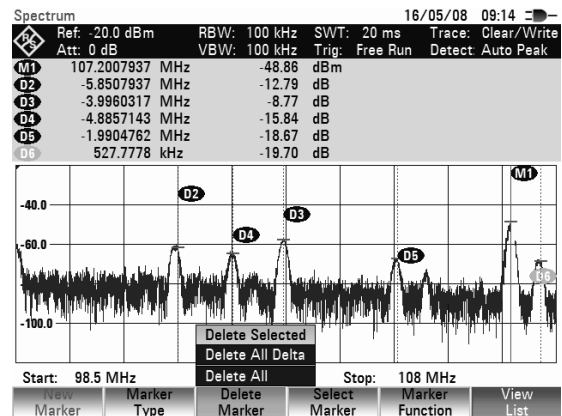 Spectrum 16/05/08 09:14
Ref: -20.0 dBm RBW: 100 kHz SWT: 20 ms Trace: Clear/Write
Att: 0 dB VBW: 100 kHz Trig: Free Run Detect: Auto Peak
M1 107.2007937 MHz -48.86 dBm
D2 -5.8507937 MHz -12.79 dB
D3 -3.9960317 MHz -8.77 dB
D4 -4.8857143 MHz -15.84 dB
D5 -1.9904762 MHz -18.67 dB
D6 527.7778 kHz -19.70 dB
M1
D2
-40.0
D3
D4
-60.0
D5
D6
-100.0
Delete Selected
Delete All Delta
Delete All
Start: 98.5 MHz Stop: 108 MHz
New Marker Delete Select Marker View
Marker Type Marker Marker Function List